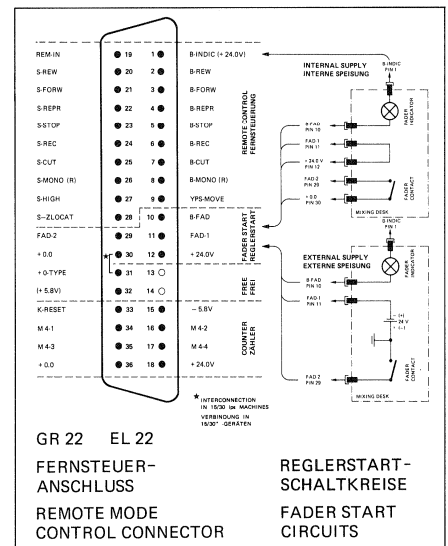 REM-IN 19 1 B-INDIC (+ 24.0V)
S-REW 20 2 B-REW
S-FORW 21 3 B-FORW
S-REPR 22 4 B-REPR
S-STOP 23 5 B-STOP
S-REC 24 6 B-REC
S-CUT 25 7 B-CUT
S-MONO (R) 26 8 B-MONO (R)
S-HIGH 27 9 YPS-MOVE
S-ZLOCAT 28 10 B-FAD
FAD-2 29 11 FAD-1
+ 0.0 30 12 + 24.0V
★
+ 0-TYPE 31 13
(+ 5.8V) 32 14
K-RESET 33 15 – 5.8V
M 4-1 34 16 M 4-2
M 4-3 35 17 M 4-4
+ 0.0 36 18 + 24.0V
REMOTE CONTROL
FERNSTEUERUNG
FADER START
REGLERSTART
FREE
FREI
COUNTER
ZÄHLER
★ INTERCONNECTION
IN 15/30 ips MACHINES
VERBINDUNG IN
15/30" -GERÄTEN
INTERNAL SUPPLY
INTERNE SPEISUNG
B-INDIC
PIN 1
FADER
INDICATOR
B-FAD
PIN 10
FAD-1
PIN 11
+ 24.0 V
PIN 12
FAD 2
PIN 29
+ 0.0
PIN 30
FADER
CONTACT
MIXING DESK
EXTERNAL SUPPLY
EXTERNE SPEISUNG
B-INDIC
PIN 1
FADER
INDICATOR
B-FAD
PIN 10
FAD-1
PIN 11
(+)
24 V
(–)
FADER
CONTACT
FAD 2
PIN 29
MIXING DESK
GR 22 EL 22
FERNSTEUER-
ANSCHLUSS
REMOTE MODE
CONTROL CONNECTOR
REGLERSTART-
SCHALTKREISE
FADER START
CIRCUITS